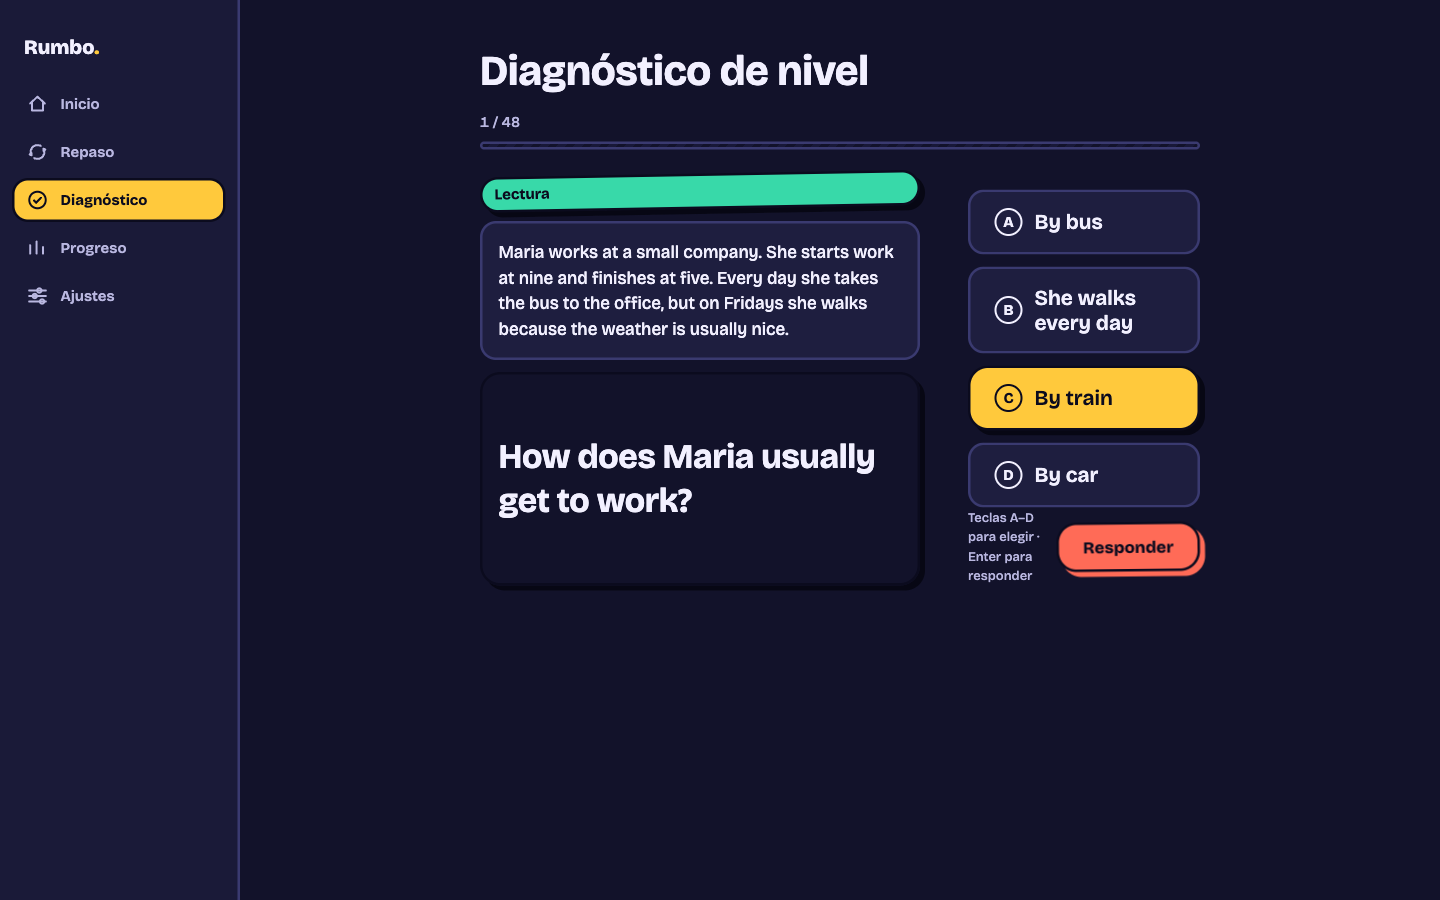 Rumbo.
Inicio
Repaso
Diagnóstico
Progreso
Ajustes
Diagnóstico de nivel
1 / 48
Lectura
Maria works at a small company. She starts work
at nine and finishes at five. Every day she takes
the bus to the office, but on Fridays she walks
because the weather is usually nice.
How does Maria usually
get to work?
A By bus
B She walks
every day
C By train
D By car
Teclas A–D
para elegir ·
Enter para
responder
Responder